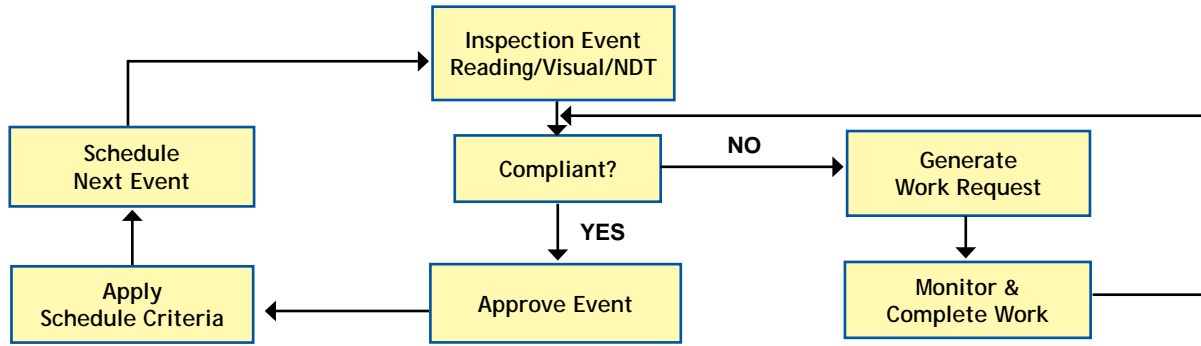 Inspection Event
Reading/Visual/NDT
Schedule
Next Event
Compliant?
NO
Generate
Work Request
YES
Apply
Schedule Criteria
Approve Event
Monitor &
Complete Work